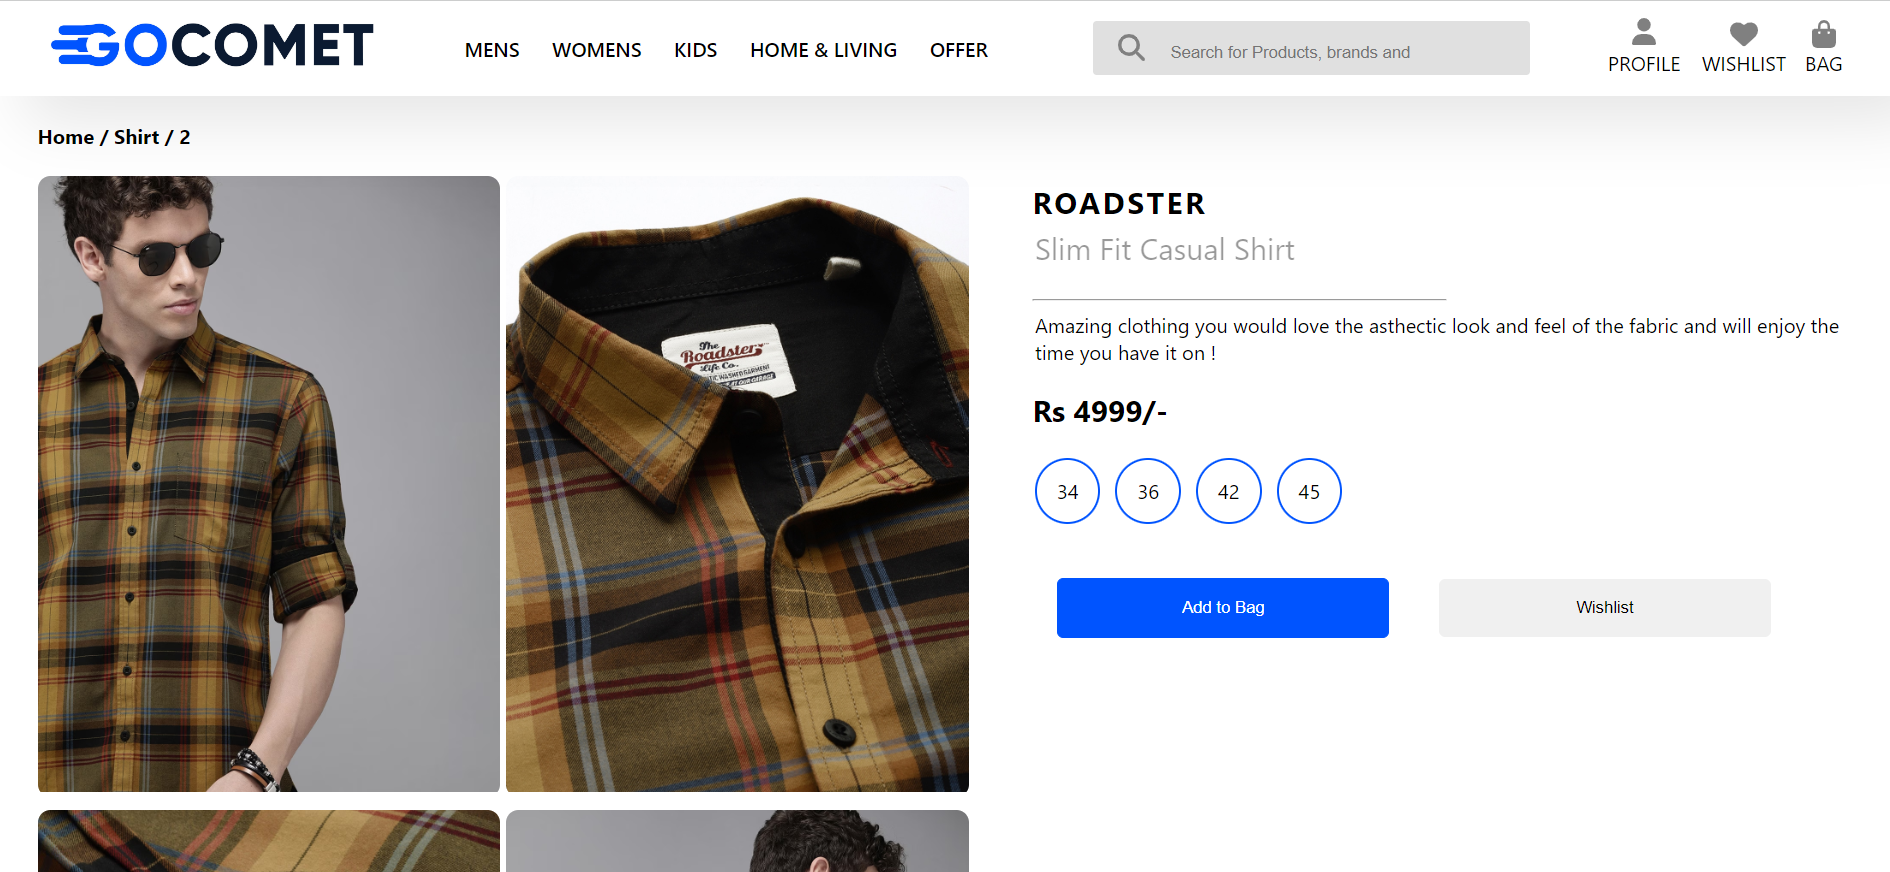 GOCOMET
MENS WOMENS KIDS HOME & LIVING OFFER
Search for Products, brands and
PROFILE WISHLIST BAG
Home / Shirt / 2
The
Roadster
Life Co.
ROADSTER
Slim Fit Casual Shirt
Amazing clothing you would love the asthectic look and feel of the fabric and will enjoy the
time you have it on !
Rs 4999/-
34 36 42 45
Add to Bag Wishlist